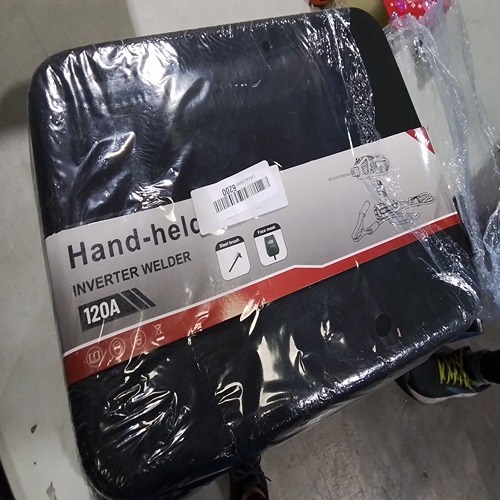 Hand-held
INVERTER WELDER
120A
Steel brush
Face mask